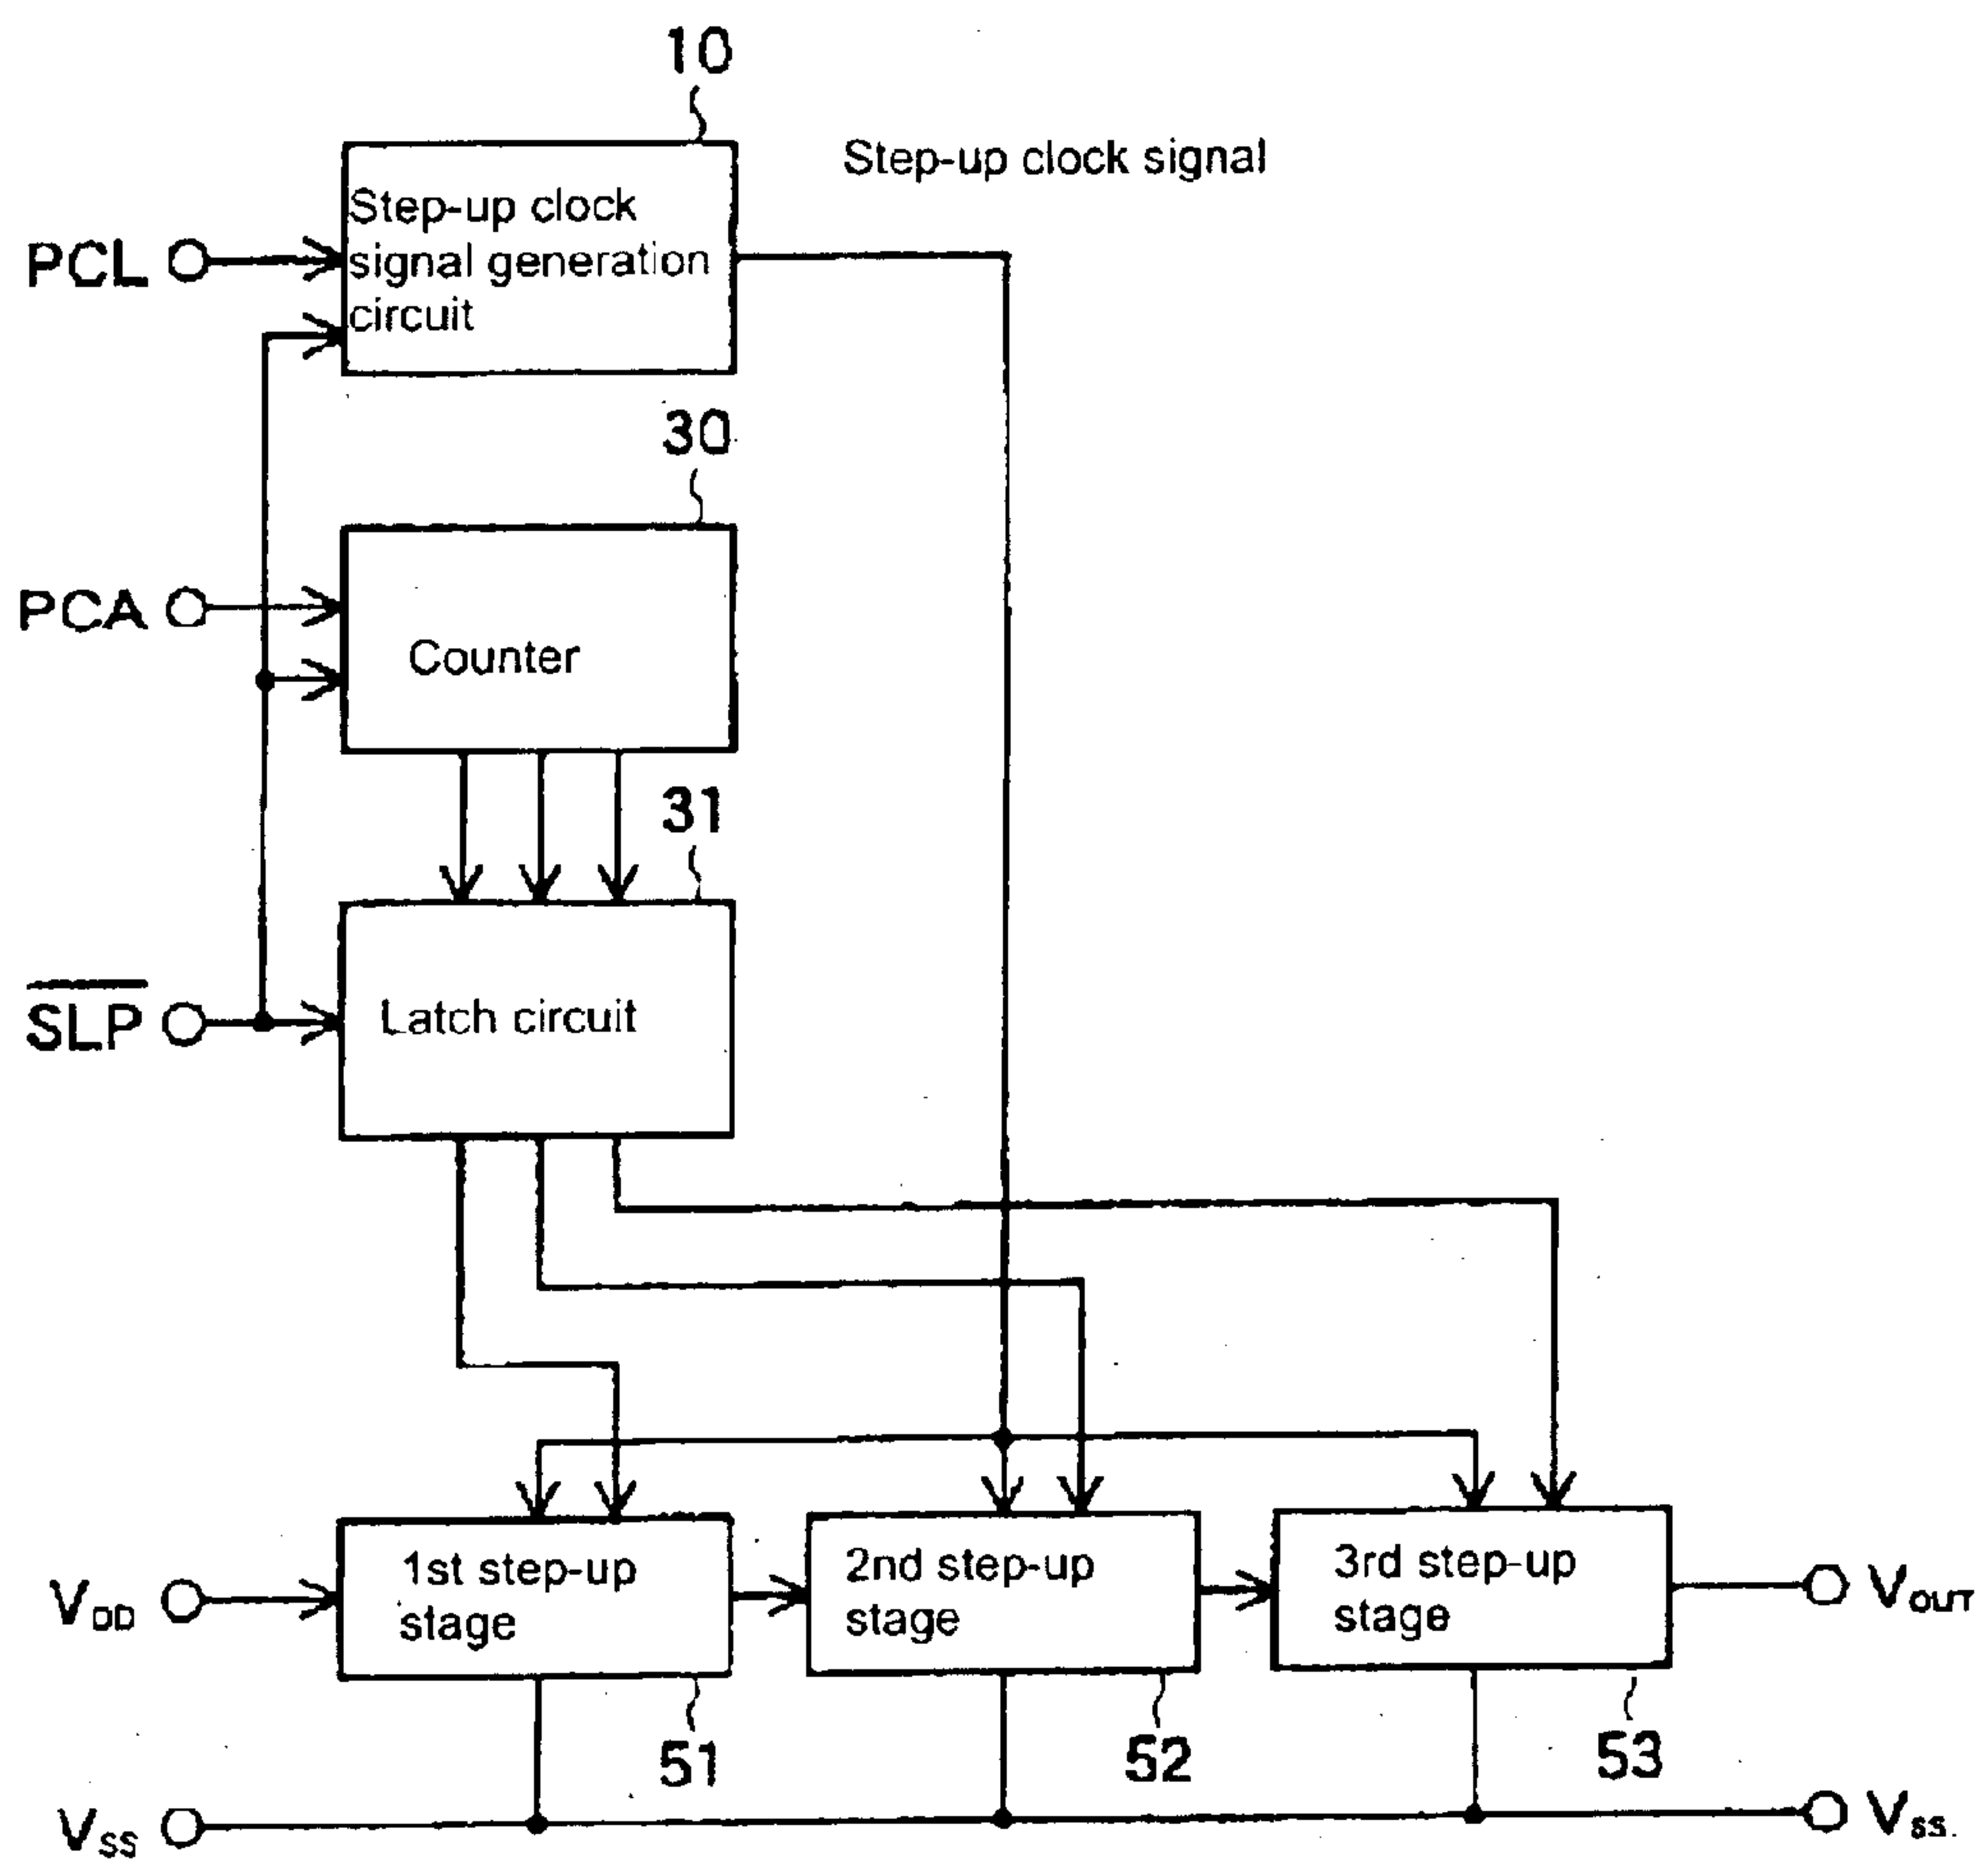 10
Step-up clock signal
Step-up clock
signal generation
circuit
PCL
30
PCA
Counter
31
SLP
Latch circuit
1st step-up
stage
2nd step-up
stage
3rd step-up
stage
VDD
VOUT
51
52
53
VSS
VSS